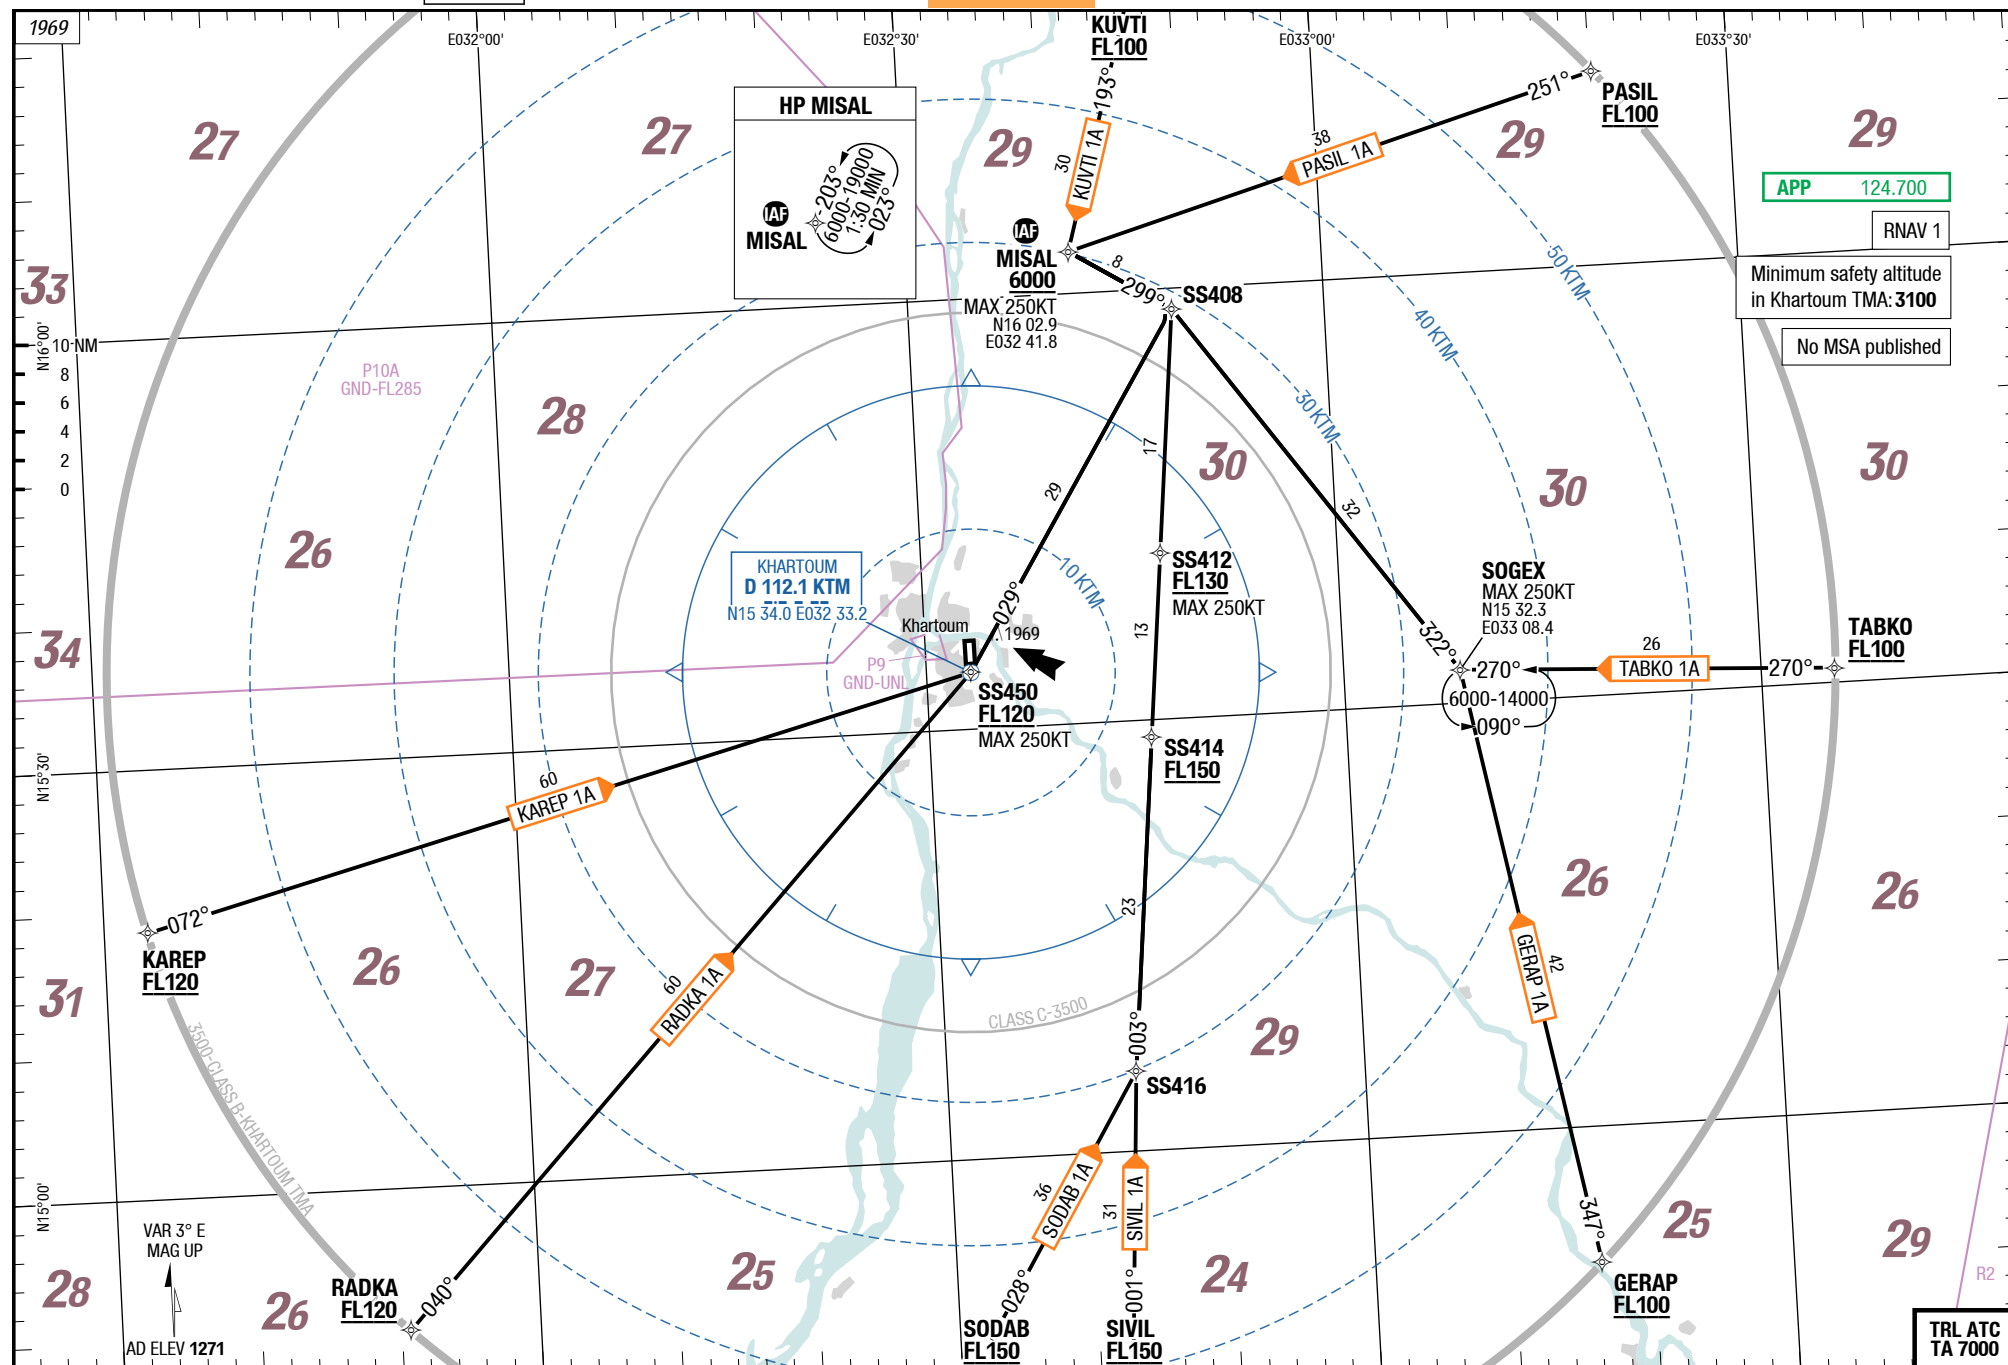 1969
E032°00'
E032°30'
E033°00'
E033°30'
KUVTI
FL100
193°
30
KUVTI 1A
251°
PASIL
FL100
38
PASIL 1A
HP MISAL
203°
6000-19000
1:30 MIN
023°
IAF
MISAL
27
27
29
29
29
APP 124.700
RNAV 1
Minimum safety altitude
in Khartoum TMA: 3100
No MSA published
IAF
MISAL
6000
MAX 250KT
N16 02.9
E032 41.8
8
299°
SS408
50 KTM
40 KTM
30 KTM
10 KTM
33
N16°00'
10 NM
8
6
4
2
0
P10A
GND-FL285
28
26
30
30
30
17
29
32
KHARTOUM
D 112.1 KTM
N15 34.0 E032 33.2
Khartoum
1969
029°
P9
GND-UNL
SS450
FL120
MAX 250KT
SS412
FL130
MAX 250KT
13
SS414
FL150
SOGEX
MAX 250KT
N15 32.3
E033 08.4
322°
270°
6000-14000
090°
26
TABKO 1A
270°
TABKO
FL100
34
N15°30'
60
KAREP 1A
072°
KAREP
FL120
31
26
27
60
RADKA 1A
23
CLASS C-3500
003°
SS416
29
26
26
GERAP 1A
42
3500-CLASS B-KHARTOUM TMA
N15°00'
VAR 3° E
MAG UP
28
AD ELEV 1271
26
RADKA
FL120
040°
25
36
SODAB 1A
028°
SODAB
FL150
31
SIVIL 1A
001°
SIVIL
FL150
24
347°
GERAP
FL100
25
29
R2
TRL ATC
TA 7000